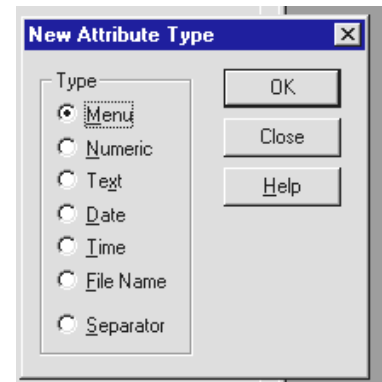 New Attribute Type
Type
Menu
Numeric
Text
Date
Time
File Name
Separator
OK
Close
Help